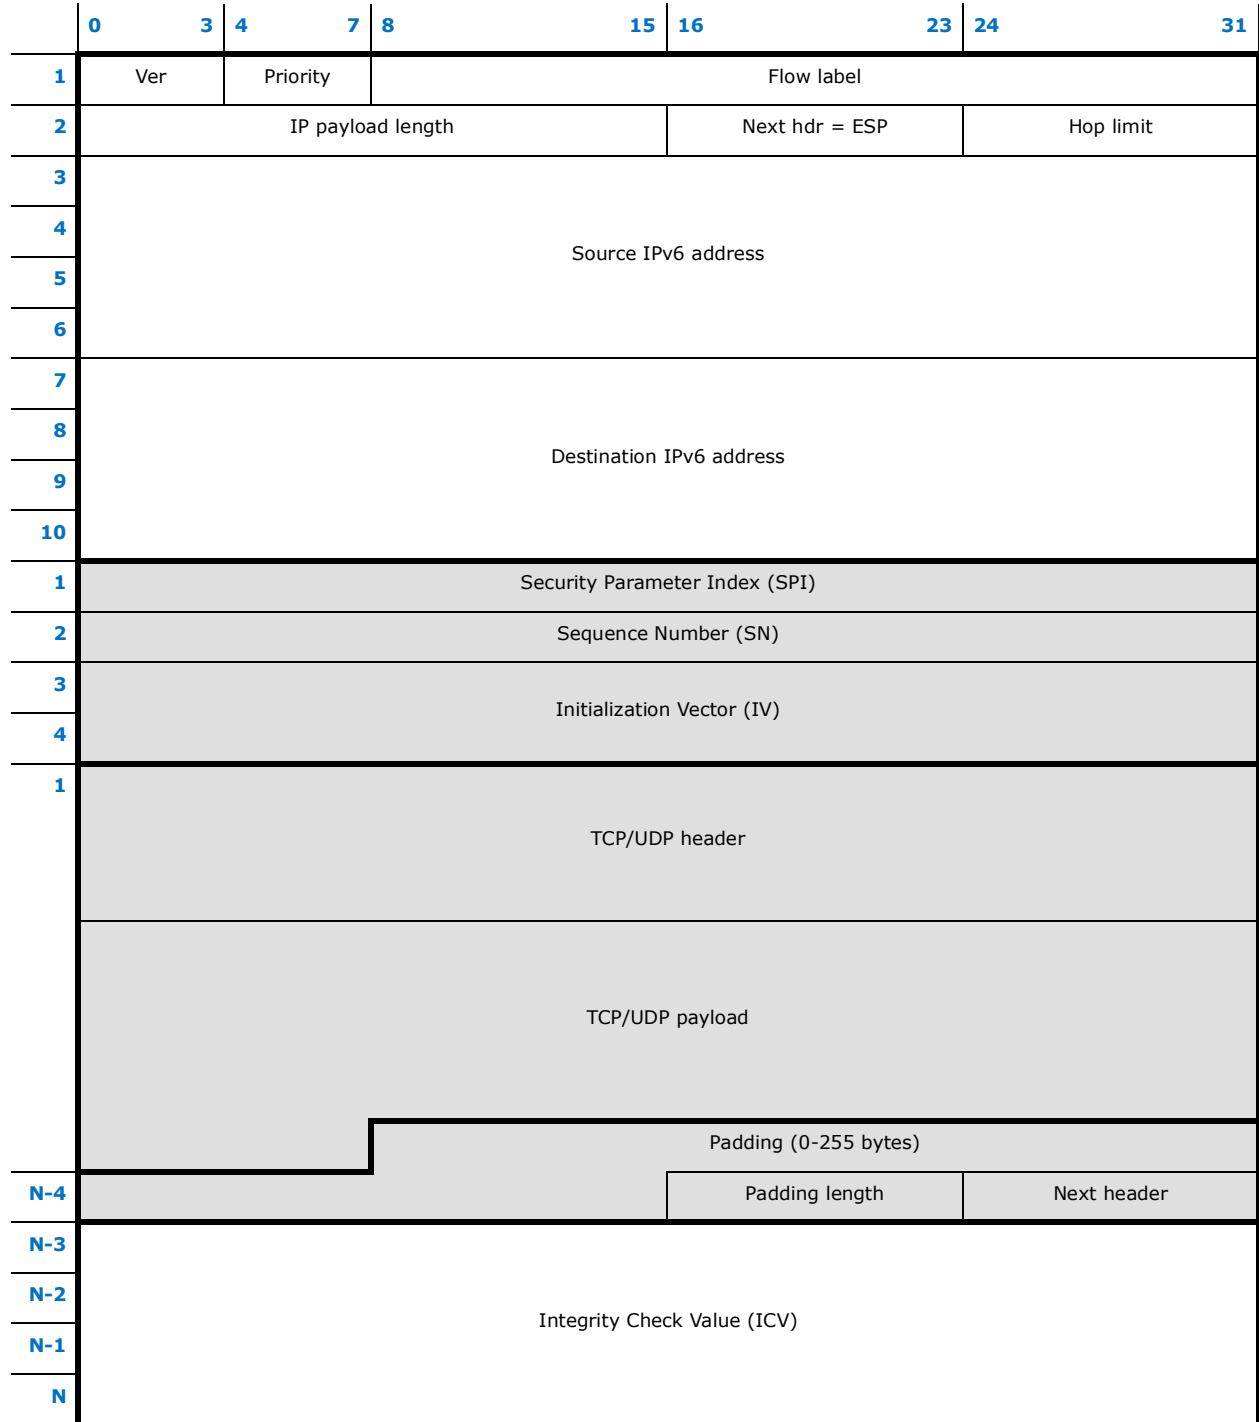 0 3 4 7 8 15 16 23 24 31
1 Ver Priority Flow label
2 IP payload length Next hdr = ESP Hop limit
3
4
Source IPv6 address
5
6
7
8
Destination IPv6 address
9
10
1 Security Parameter Index (SPI)
2 Sequence Number (SN)
3
Initialization Vector (IV)
4
1
TCP/UDP header
TCP/UDP payload
Padding (0-255 bytes)
N-4 Padding length Next header
N-3
N-2
Integrity Check Value (ICV)
N-1
N